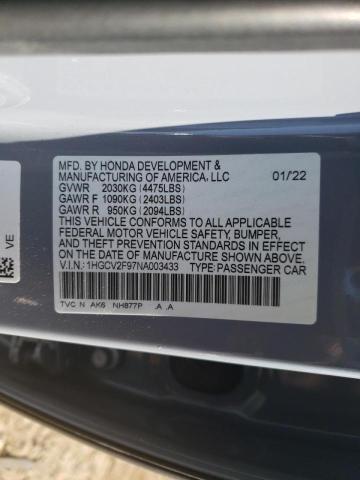 MFD. BY HONDA DEVELOPMENT &
MANUFACTURING OF AMERICA, LLC 01/22
GVWR 2030KG (4475LBS)
GAWR F 1090KG (2403LBS)
GAWR R 950KG (2094LBS)
THIS VEHICLE CONFORMS TO ALL APPLICABLE
FEDERAL MOTOR VEHICLE SAFETY, BUMPER,
AND THEFT PREVENTION STANDARDS IN EFFECT
ON THE DATE OF MANUFACTURE SHOWN ABOVE.
V.I.N.: 1HGCV2F97NA003433 TYPE: PASSENGER CAR
TVC N AK6 NH877P .A .A
VE